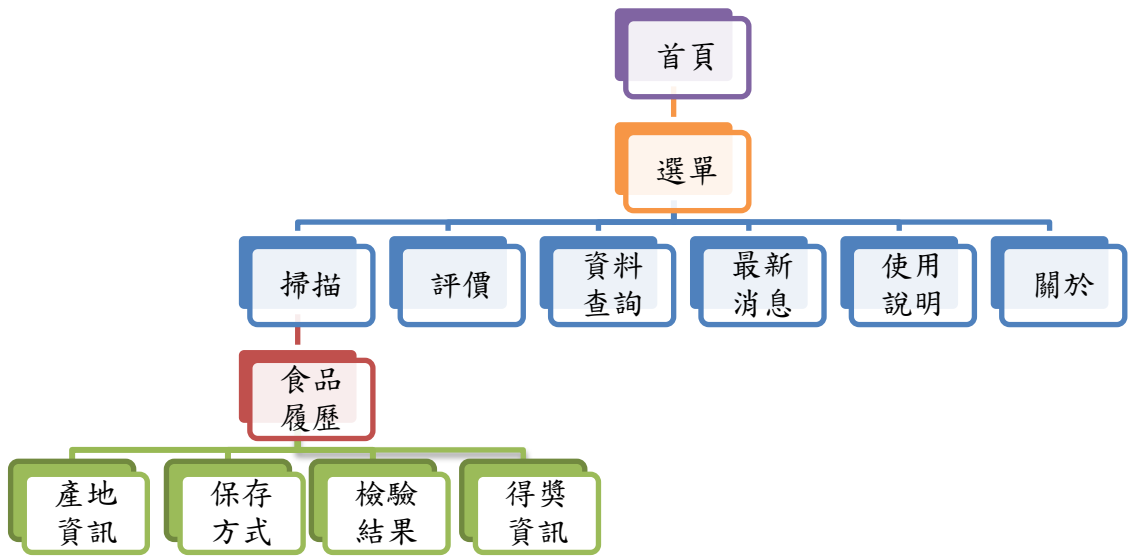 首頁
選單
掃描
評價
資料
查詢
最新
消息
使用
說明
關於
食品
履歷
產地
資訊
保存
方式
檢驗
結果
得獎
資訊